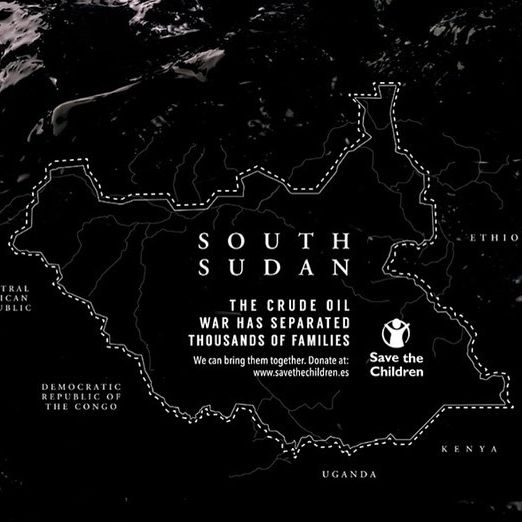 SOUTH
SUDAN
ETHIO
TRAL
ICAN
UBLIC
THE CRUDE OIL
WAR HAS SEPARATED
THOUSANDS OF FAMILIES
We can bring them together. Donate at:
www.savethechildren.es
Save the
Children
DEMOCRATIC
REPUBLIC OF
THE CONGO
KENYA
UGANDA